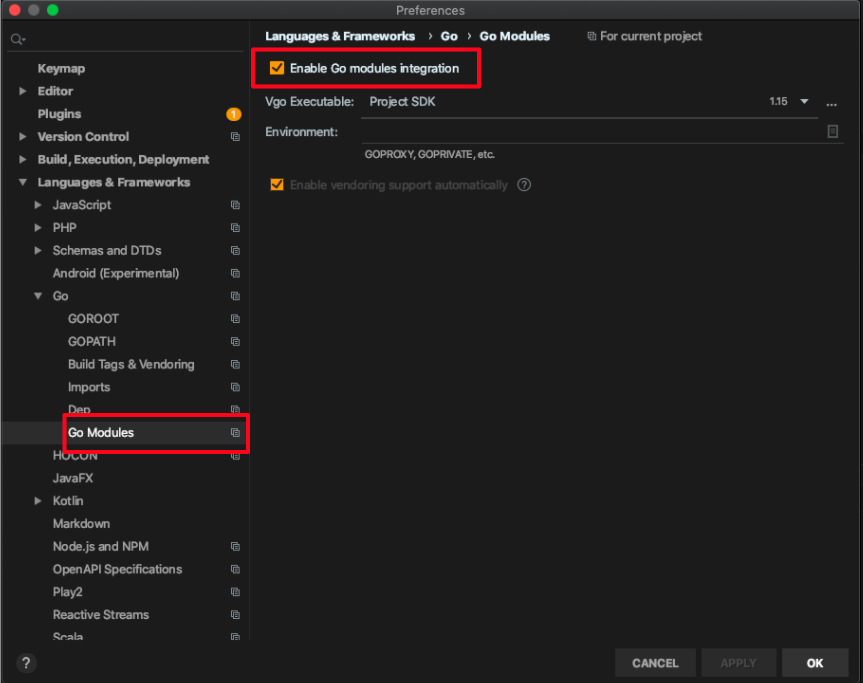 Preferences
Languages & Frameworks › Go › Go Modules For current project
Keymap
Editor
Plugins 1
Version Control
Build, Execution, Deployment
Languages & Frameworks
JavaScript
PHP
Schemas and DTDs
Android (Experimental)
Go
GOROOT
GOPATH
Build Tags & Vendoring
Imports
Dep
Go Modules
HOCON
JavaFX
Kotlin
Markdown
Node.js and NPM
OpenAPI Specifications
Play2
Reactive Streams
Scala
Enable Go modules integration
Vgo Executable: Project SDK 1.15 ...
Environment:
GOPROXY, GOPRIVATE, etc.
Enable vendoring support automatically ?
? CANCEL APPLY OK